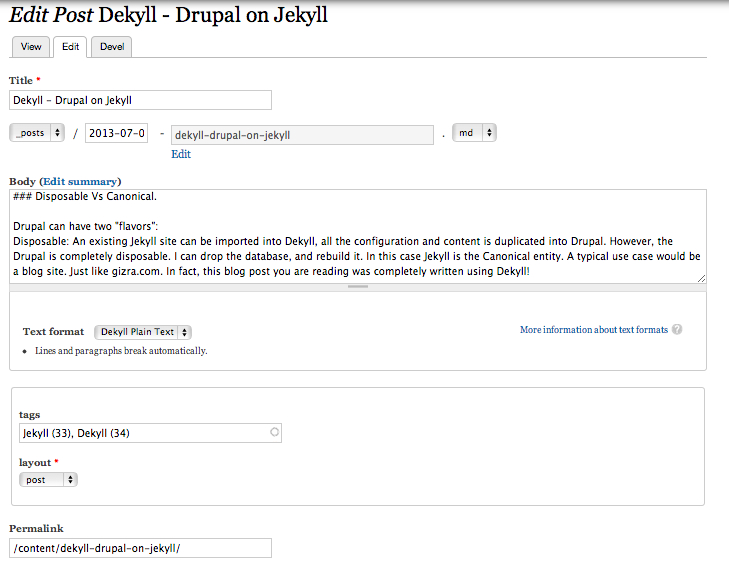 Edit Post Dekyll - Drupal on Jekyll
View Edit Devel
Title *
Dekyll - Drupal on Jekyll
_posts / 2013-07-0 - dekyll-drupal-on-jekyll . md
Edit
Body (Edit summary)
### Disposable Vs Canonical.
Drupal can have two "flavors":
Disposable: An existing Jekyll site can be imported into Dekyll, all the configuration and content is duplicated into Drupal. However, the
Drupal is completely disposable. I can drop the database, and rebuild it. In this case Jekyll is the Canonical entity. A typical use case would be
a blog site. Just like gizra.com. In fact, this blog post you are reading was completely written using Dekyll!
Text format Dekyll Plain Text More information about text formats ?
• Lines and paragraphs break automatically.
tags
Jekyll (33), Dekyll (34)
layout *
post
Permalink
/content/dekyll-drupal-on-jekyll/